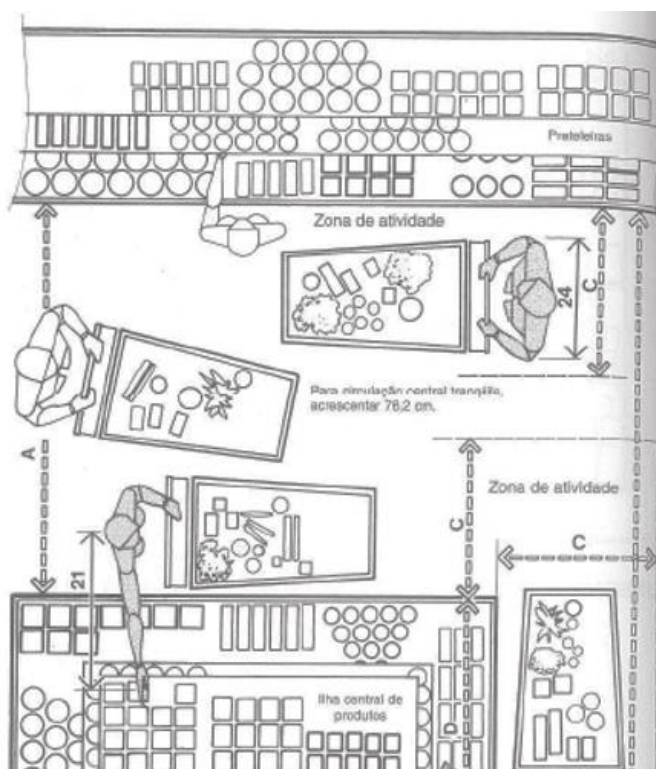 Prateleiras
Zona de atividade
C
24
Para circulação central tranqüila,
acrescentar 76,2 cm.
A
C
Zona de atividade
C
21
Ilha central de
produtos
D